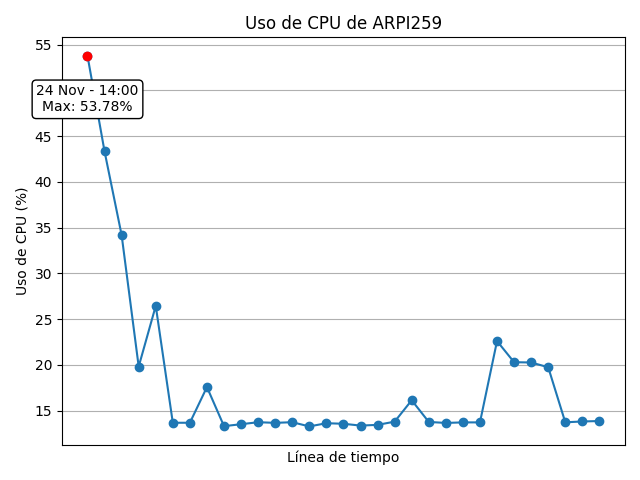 Uso de CPU de ARPI259
55
24 Nov - 14:00
Max: 53.78%
45
40
35
30
25
20
15
Uso de CPU (%)
Línea de tiempo